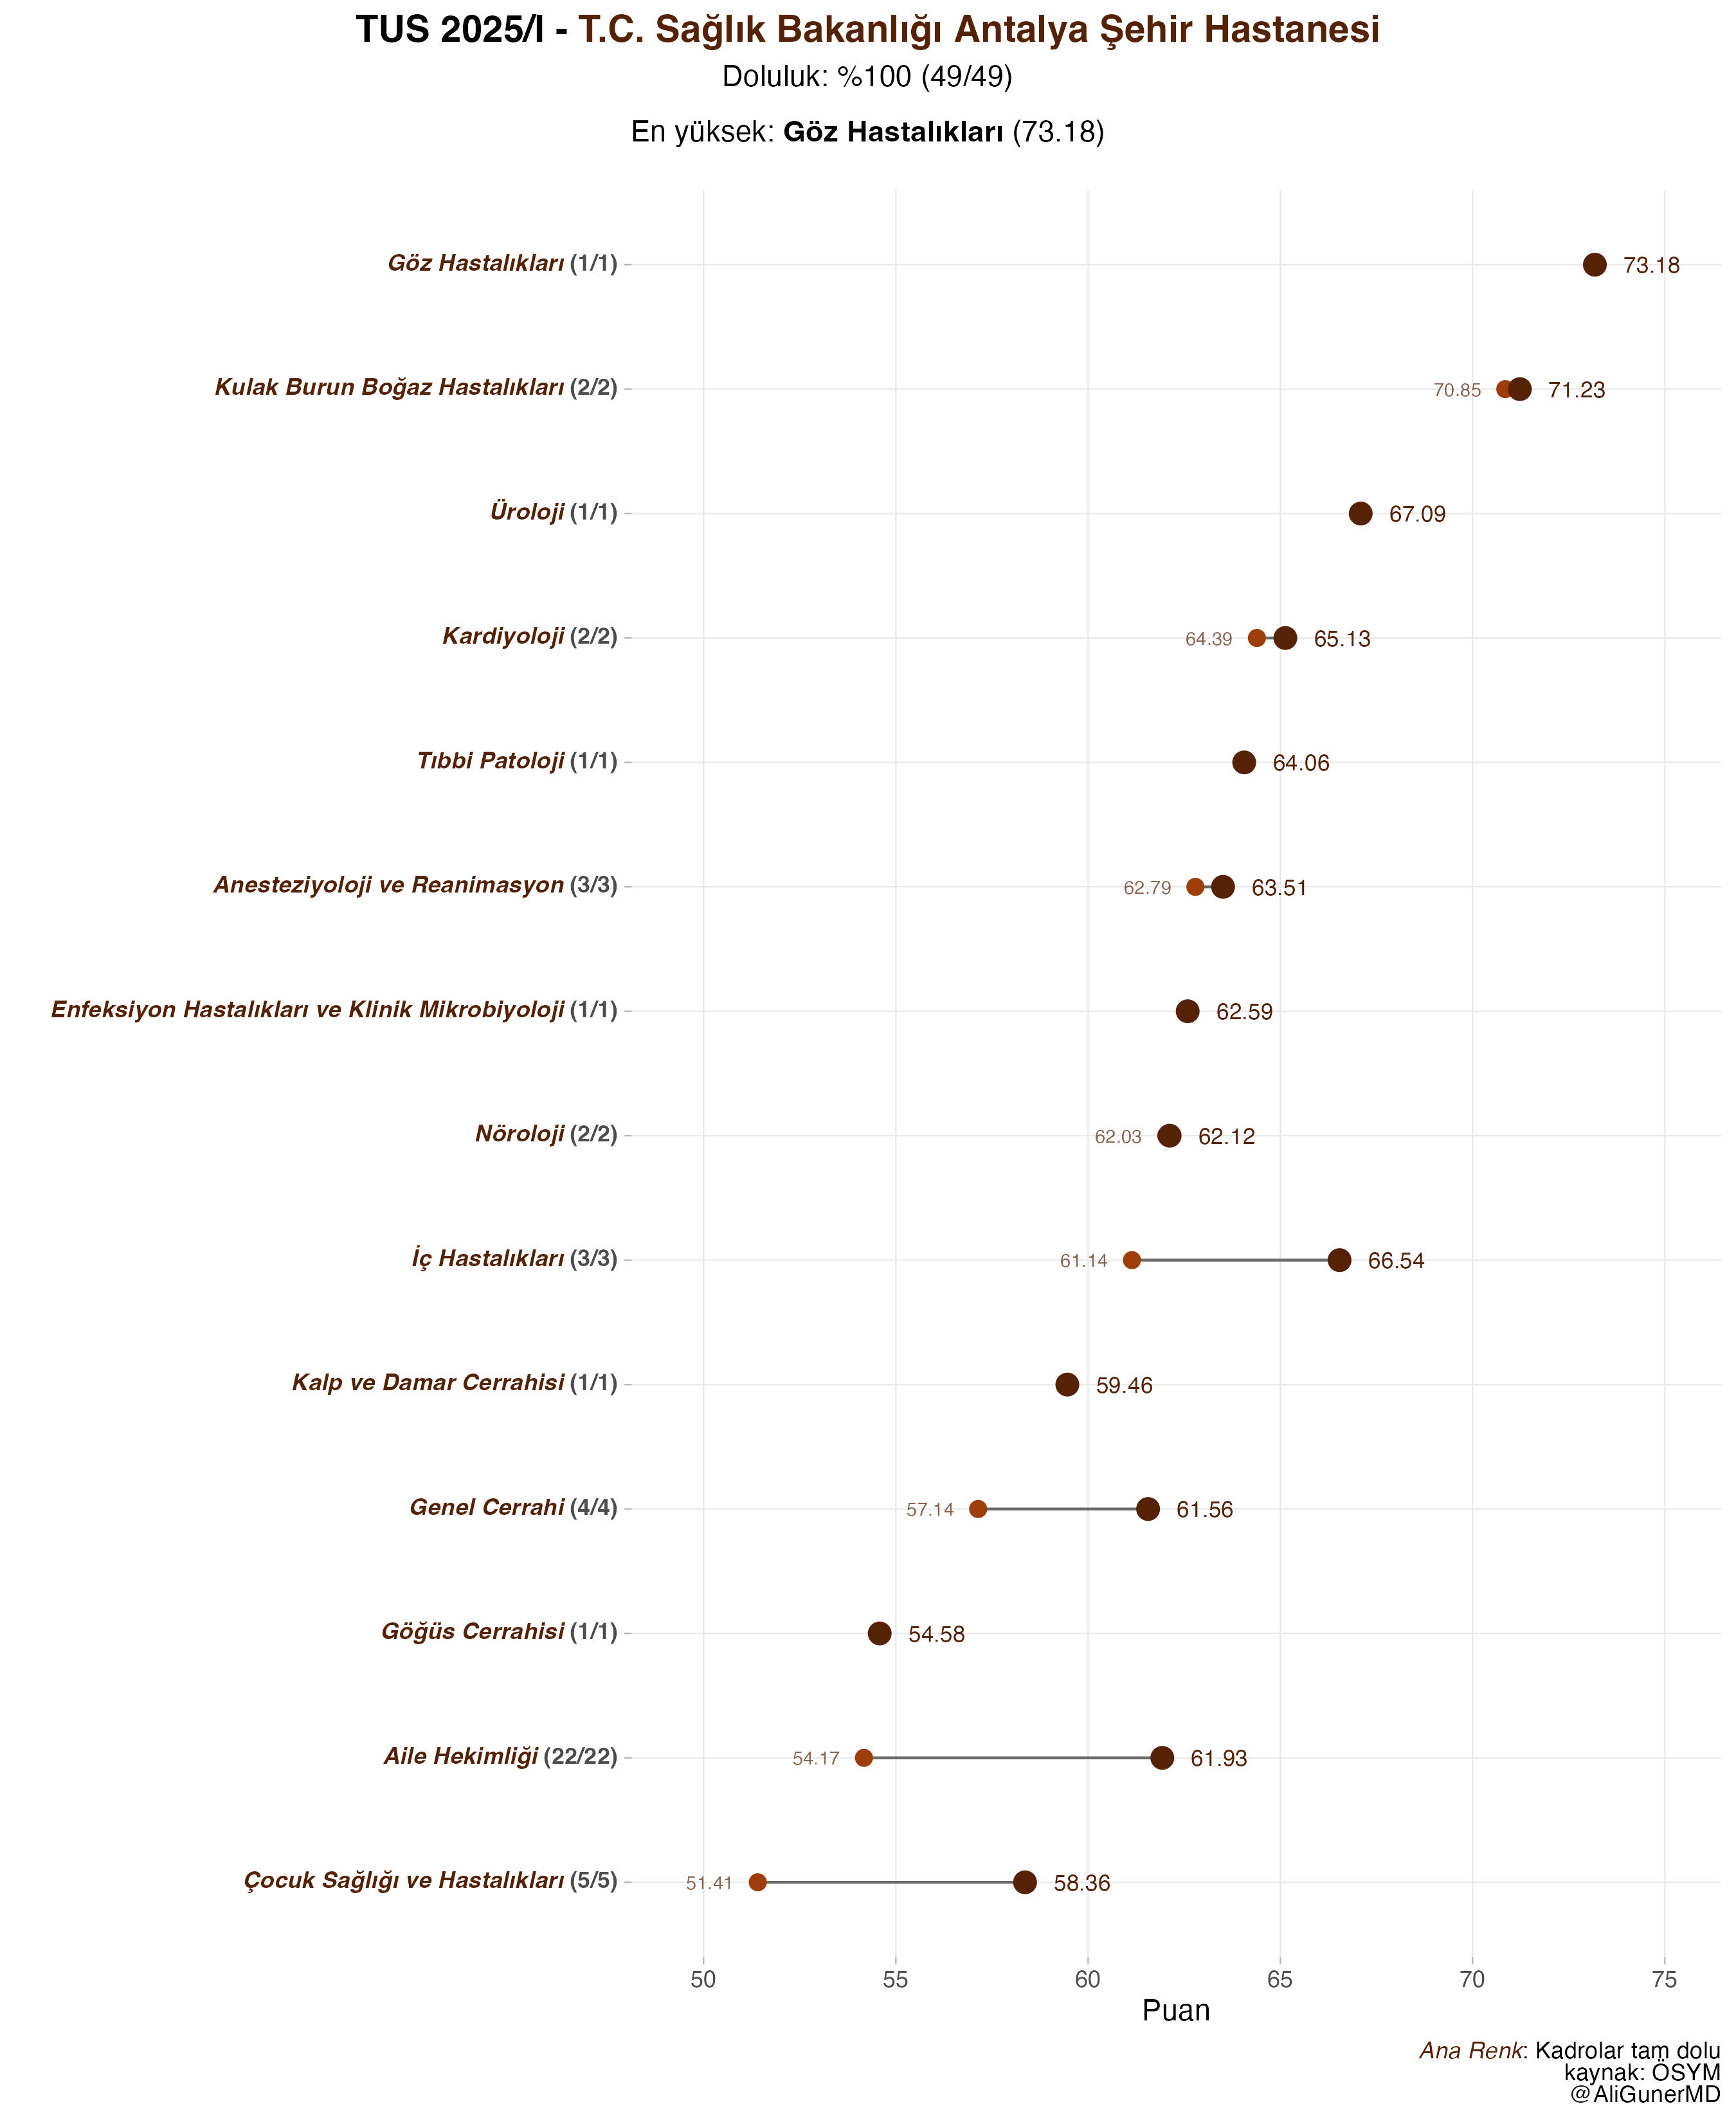 TUS 2025/I - T.C. Sağlık Bakanlığı Antalya Şehir Hastanesi
Doluluk: %100 (49/49)
En yüksek: Göz Hastalıkları (73.18)
Göz Hastalıkları (1/1) 73.18
Kulak Burun Boğaz Hastalıkları (2/2) 70.85 71.23
Üroloji (1/1) 67.09
Kardiyoloji (2/2) 64.39 65.13
Tıbbi Patoloji (1/1) 64.06
Anesteziyoloji ve Reanimasyon (3/3) 62.79 63.51
Enfeksiyon Hastalıkları ve Klinik Mikrobiyoloji (1/1) 62.59
Nöroloji (2/2) 62.03 62.12
İç Hastalıkları (3/3) 61.14 66.54
Kalp ve Damar Cerrahisi (1/1) 59.46
Genel Cerrahi (4/4) 57.14 61.56
Göğüs Cerrahisi (1/1) 54.58
Aile Hekimliği (22/22) 54.17 61.93
Çocuk Sağlığı ve Hastalıkları (5/5) 51.41 58.36
50 55 60 65 70 75
Puan
Ana Renk: Kadrolar tam dolu
kaynak: ÖSYM
@AliGunerMD